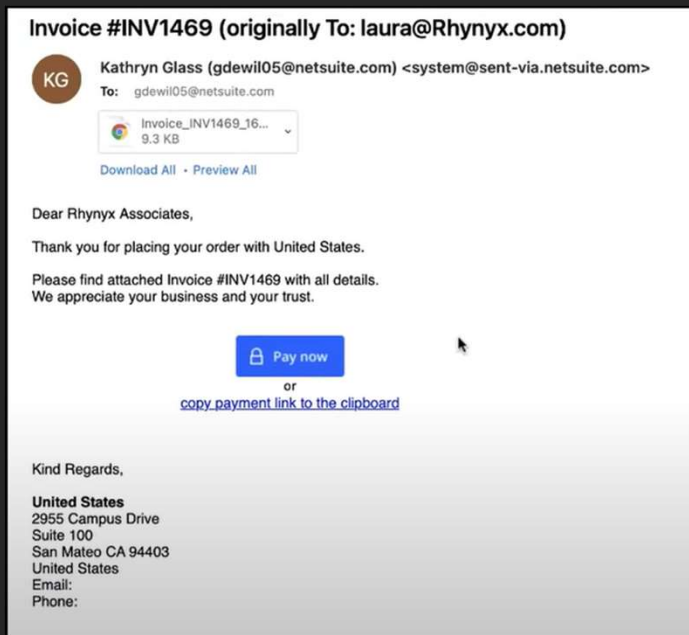 Invoice #INV1469 (originally To: laura@Rhynyx.com)
KG
Kathryn Glass (gdewil05@netsuite.com) <system@sent-via.netsuite.com>
To: gdewil05@netsuite.com
Invoice_INV1469_16...
9.3 KB
Download All • Preview All
Dear Rhynyx Associates,
Thank you for placing your order with United States.
Please find attached Invoice #INV1469 with all details.
We appreciate your business and your trust.
Pay now
or
copy payment link to the clipboard
Kind Regards,
United States
2955 Campus Drive
Suite 100
San Mateo CA 94403
United States
Email:
Phone: